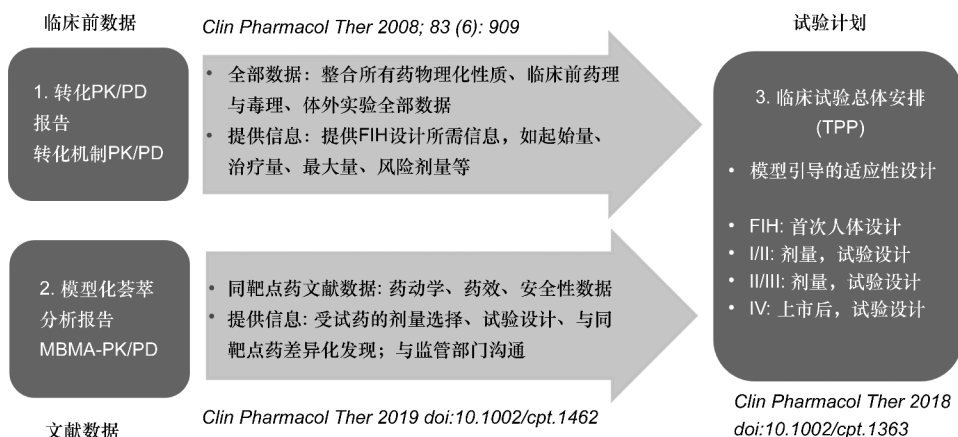 临床前数据
Clin Pharmacol Ther 2008; 83 (6): 909
试验计划
1. 转化PK/PD
报告
转化机制PK/PD
• 全部数据：整合所有药物理化性质、临床前药理
与毒理、体外实验全部数据
• 提供信息：提供FIH设计所需信息，如起始量、
治疗量、最大量、风险剂量等
2. 模型化荟萃
分析报告
MBMA-PK/PD
• 同靶点药文献数据: 药动学、药效、安全性数据
• 提供信息: 受试药的剂量选择、试验设计、与同
靶点药差异化发现；与监管部门沟通
3. 临床试验总体安排
(TPP)
• 模型引导的适应性设计
• FIH: 首次人体设计
• I/II: 剂量，试验设计
• II/III: 剂量，试验设计
• IV: 上市后，试验设计
文献数据
Clin Pharmacol Ther 2019 doi:10.1002/cpt.1462
Clin Pharmacol Ther 2018
doi:10.1002/cpt.1363